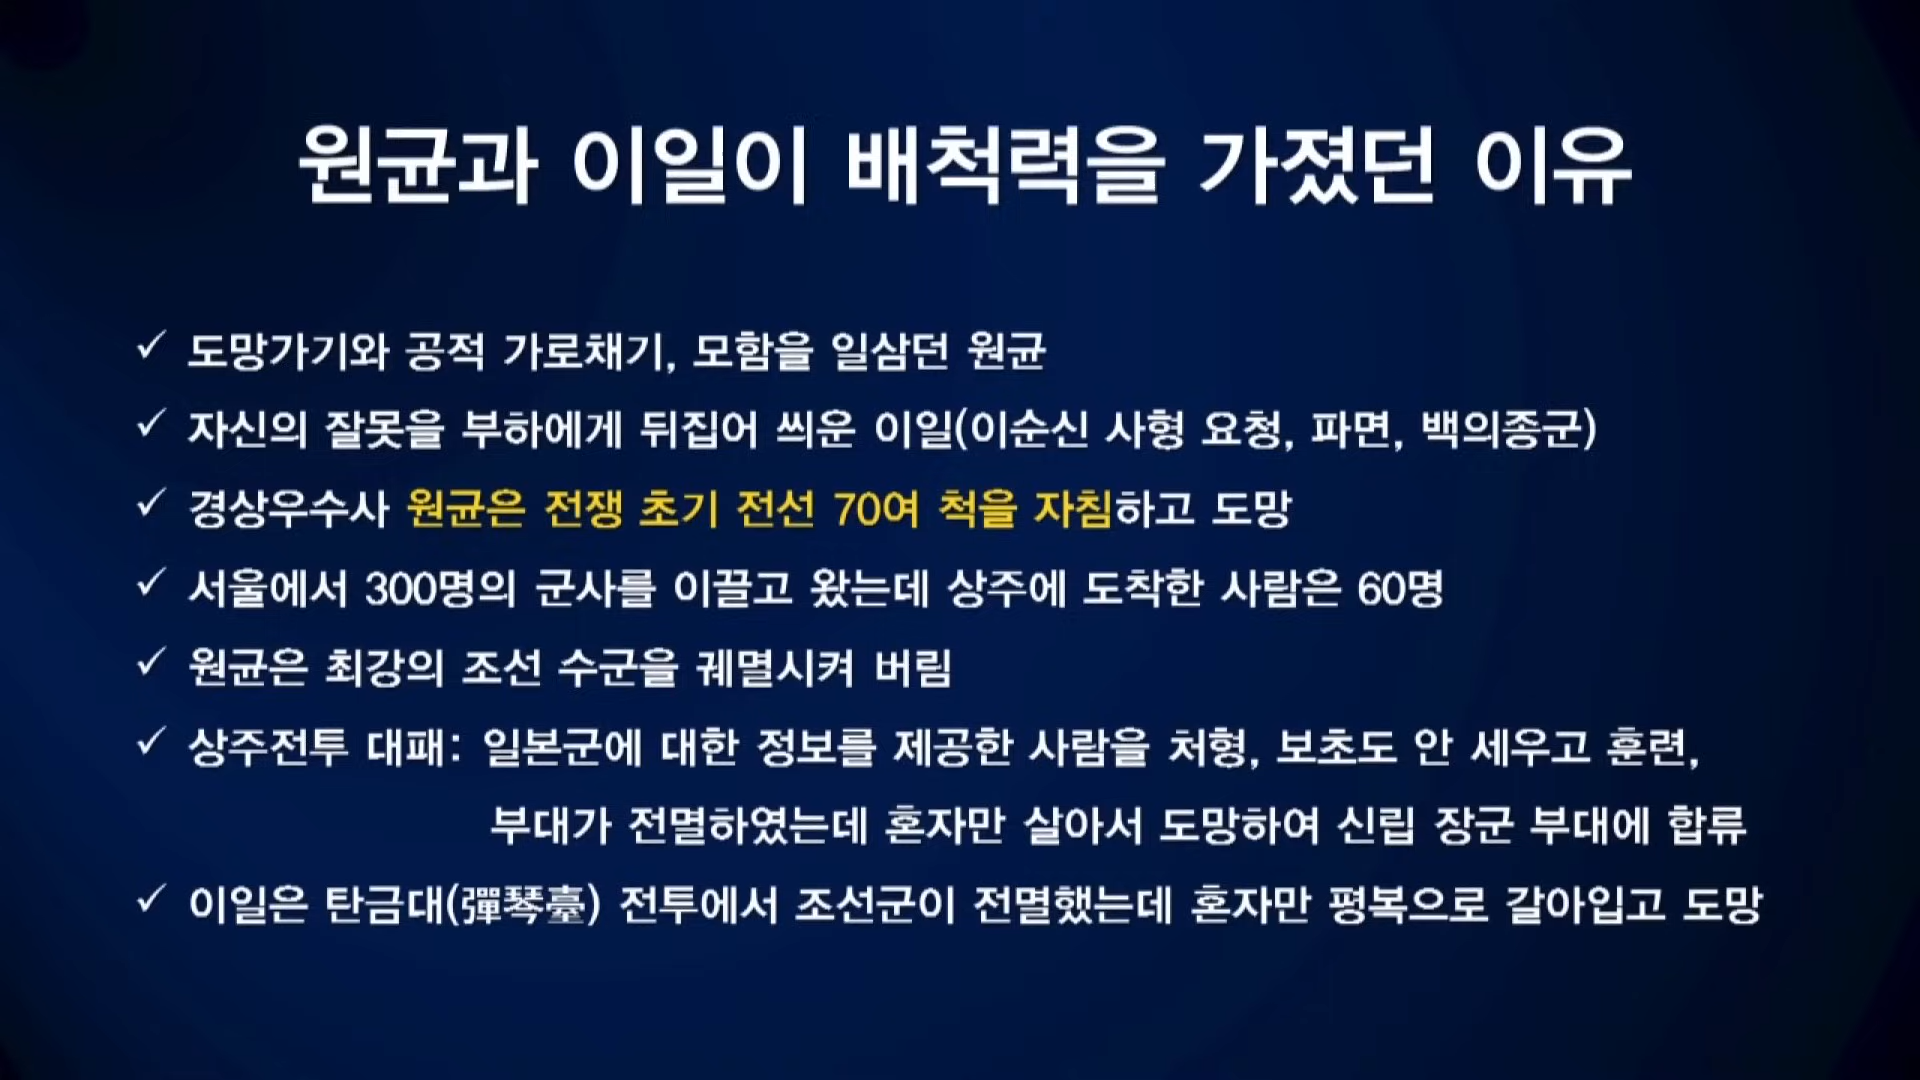 원균과 이일이 배척력을 가졌던 이유
✓ 도망가기와 공적 가로채기, 모함을 일삼던 원균
✓ 자신의 잘못을 부하에게 뒤집어 씌운 이일(이순신 사형 요청, 파면, 백의종군)
✓ 경상우수사 원균은 전쟁 초기 전선 70여 척을 자침하고 도망
✓ 서울에서 300명의 군사를 이끌고 왔는데 상주에 도착한 사람은 60명
✓ 원균은 최강의 조선 수군을 궤멸시켜 버림
✓ 상주전투 대패: 일본군에 대한 정보를 제공한 사람을 처형, 보초도 안 세우고 훈련,
부대가 전멸하였는데 혼자만 살아서 도망하여 신립 장군 부대에 합류
✓ 이일은 탄금대(彈琴臺) 전투에서 조선군이 전멸했는데 혼자만 평복으로 갈아입고 도망